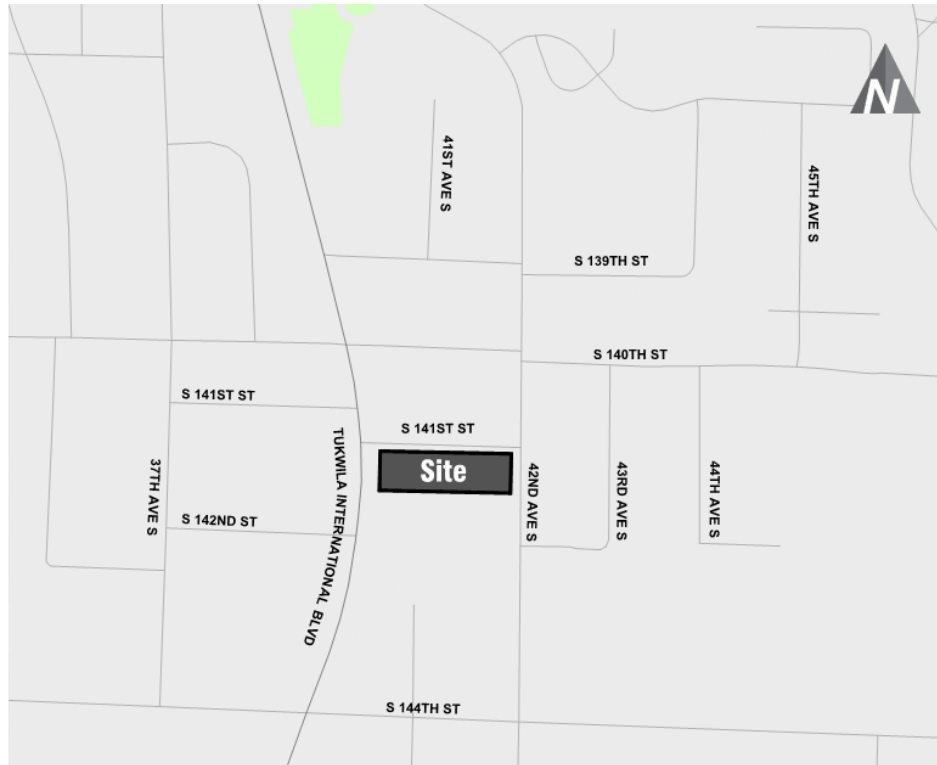 N
41ST AVE S
45TH AVE S
S 139TH ST
S 140TH ST
S 141ST ST
S 141ST ST
TUKWILA INTERNATIONAL BLVD
Site
37TH AVE S
42ND AVE S
43RD AVE S
44TH AVE S
S 142ND ST
S 144TH ST